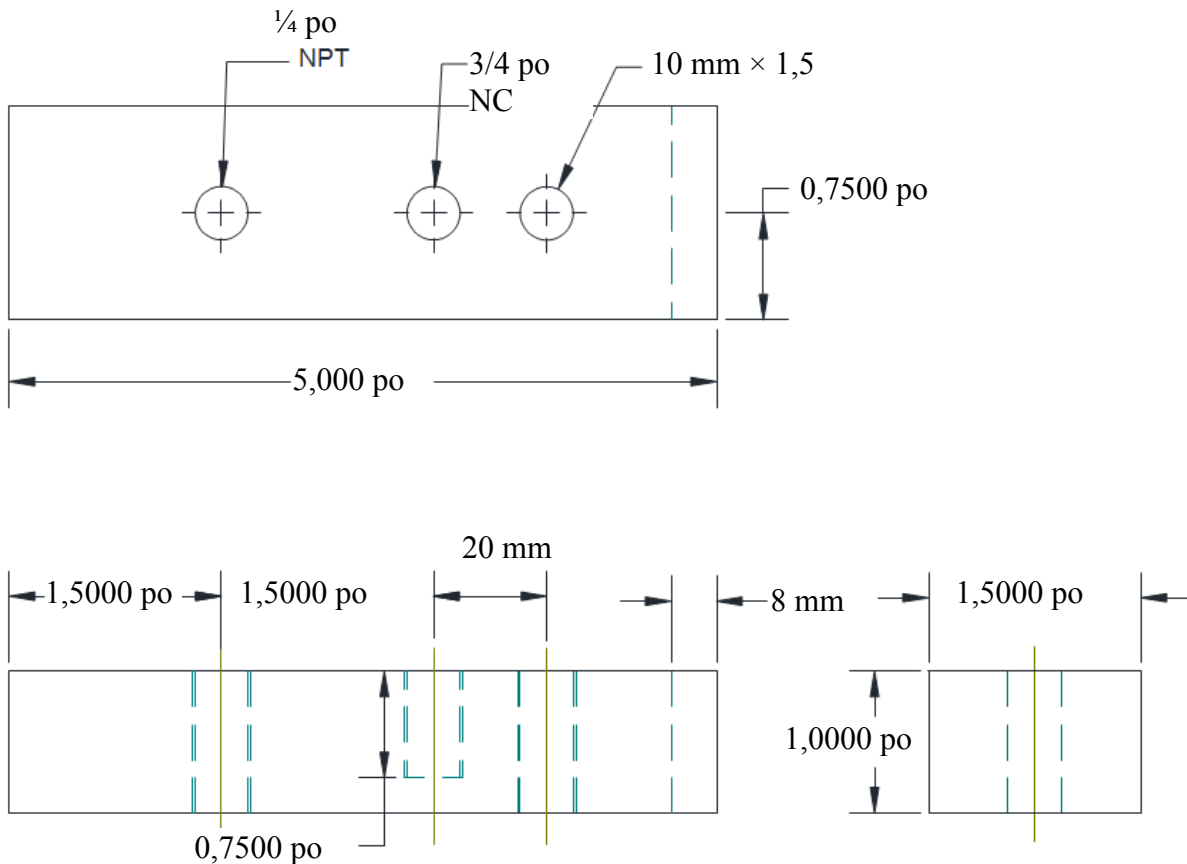 ¼ po
NPT
3/4 po
NC
10 mm × 1,5
0,7500 po
5,000 po
20 mm
1,5000 po
1,5000 po
8 mm
1,5000 po
1,0000 po
0,7500 po